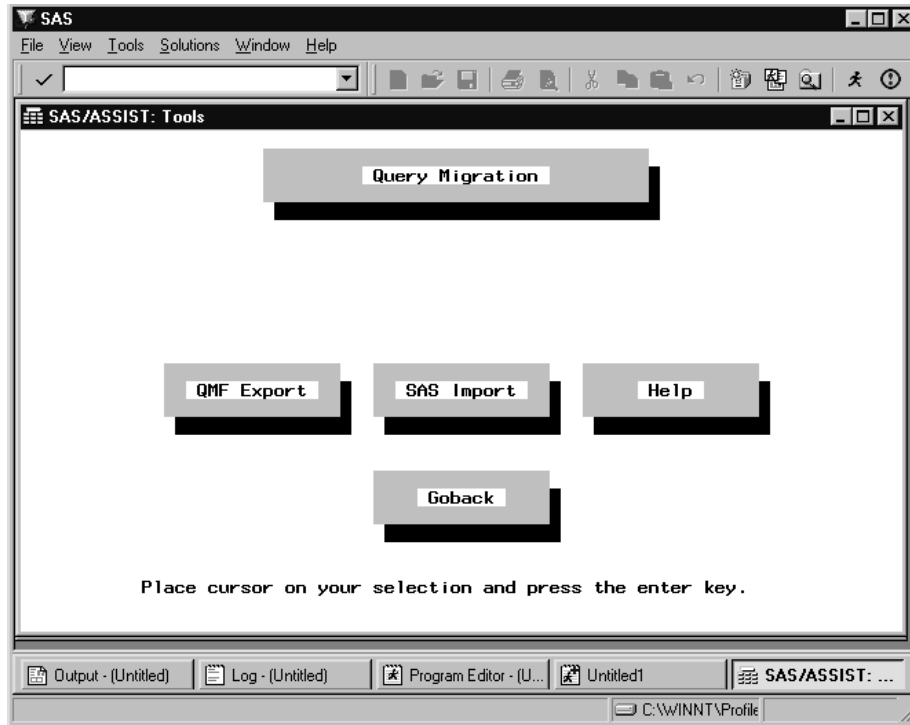 SAS
File View Tools Solutions Window Help
SAS/ASSIST: Tools
Query Migration
QMF Export SAS Import Help
Goback
Place cursor on your selection and press the enter key.
Output - (Untitled) Log - (Untitled) Program Editor - (U... Untitled1 SAS/ASSIST: ...
C:\WINNT\Profile